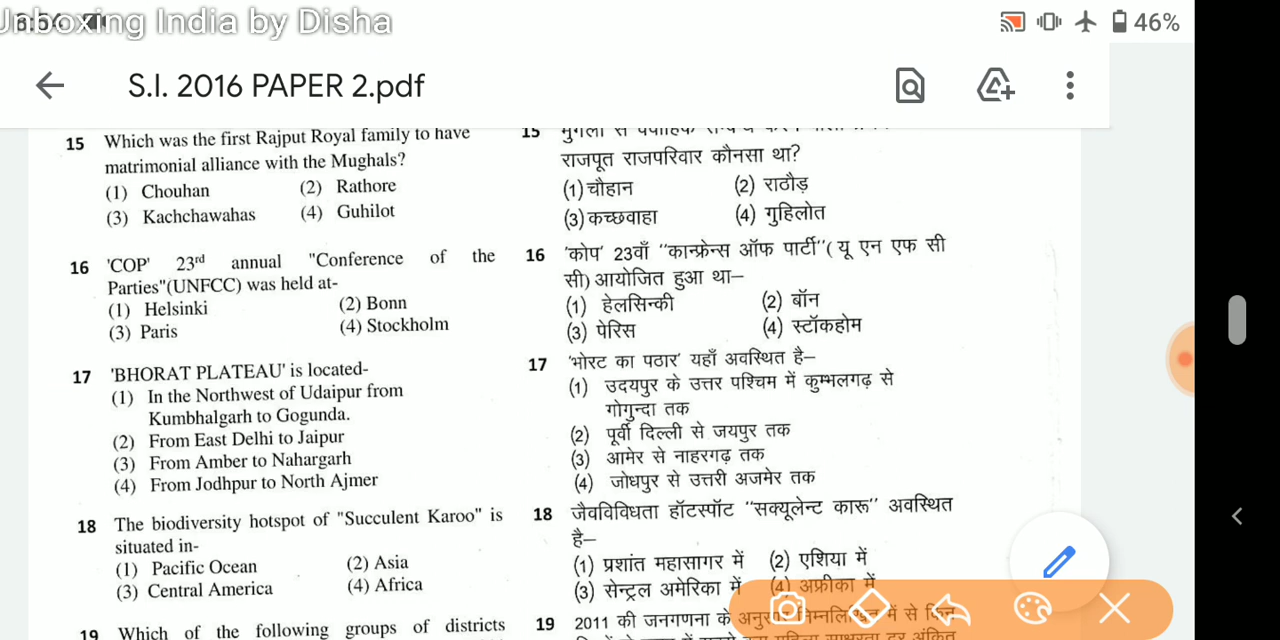 Unboxing India by Disha
46%
S.I. 2016 PAPER 2.pdf
15 Which was the first Rajput Royal family to have
matrimonial alliance with the Mughals?
(1) Chouhan (2) Rathore
(3) Kachchawahas (4) Guhilot
16 'COP' 23rd annual "Conference of the
Parties"(UNFCC) was held at-
(1) Helsinki (2) Bonn
(3) Paris (4) Stockholm
17 'BHORAT PLATEAU' is located-
(1) In the Northwest of Udaipur from
Kumbhalgarh to Gogunda.
(2) From East Delhi to Jaipur
(3) From Amber to Nahargarh
(4) From Jodhpur to North Ajmer
18 The biodiversity hotspot of "Succulent Karoo" is
situated in-
(1) Pacific Ocean (2) Asia
(3) Central America (4) Africa
19 Which of the following groups of districts
15
राजपूत राजपरिवार कौनसा था?
(1) चौहान (2) राठौड़
(3) कच्छवाहा (4) गुहिलोत
16 'कोप' 23वाँ "कान्फ्रेन्स ऑफ पार्टी" (यू एन एफ सी
सी) आयोजित हुआ था–
(1) हेलसिन्की (2) बॉन
(3) पेरिस (4) स्टॉकहोम
17 'भोरट का पठार' यहाँ अवस्थित है–
(1) उदयपुर के उत्तर पश्चिम में कुम्भलगढ़ से
गोगुन्दा तक
(2) पूर्वी दिल्ली से जयपुर तक
(3) आमेर से नाहरगढ़ तक
(4) जोधपुर से उत्तरी अजमेर तक
18 जैवविविधता हॉटस्पॉट "सक्यूलेन्ट कारू" अवस्थित
है–
(1) प्रशांत महासागर में (2) एशिया में
(3) सेन्ट्रल अमेरिका में (4) अफ्रीका में
19 2011 की जनगणना के अनुसार निम्नलिखित में से किन